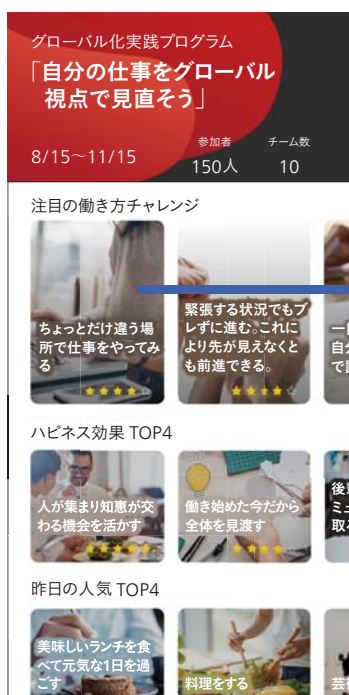 グローバル化実践プログラム
「自分の仕事をグローバル
視点で見直そう」
8/15～11/15
参加者
150人
チーム数
10
注目の働き方チャレンジ
ちょっとだけ違う場
所で仕事をやってみ
る
★★★★☆
緊張する状況でもブ
レずに進む。これに
より先が見えなくと
も前進できる。
★★★★☆
自分
ハピネス効果 TOP4
人が集まり知恵が交
わる機会を活かす
★★★★★
働き始めた今だから
全体を見渡す
★★★★
後輩
ミュ
取る
昨日の人気 TOP4
美味しいランチを食
べて元気な1日を過
ごす
料理をする
芸術